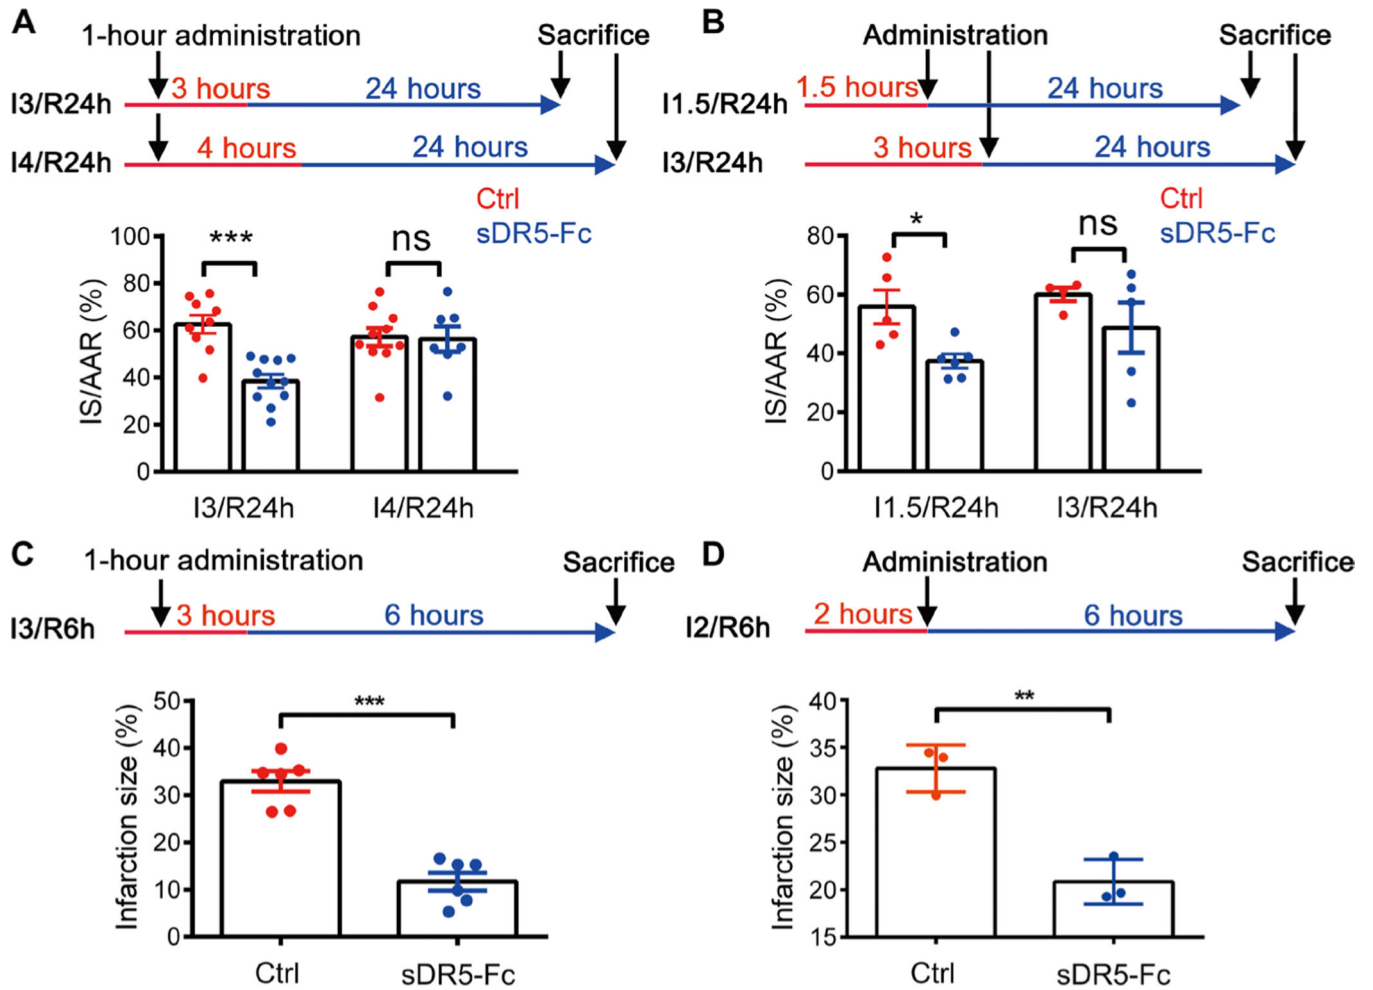 A
1-hour administration
Sacrifice
I3/R24h
3 hours
24 hours
I4/R24h
4 hours
24 hours
Ctrl
sDR5-Fc
IS/AAR (%)
100
80
60
40
20
0
***
ns
I3/R24h
I4/R24h
B
Administration
Sacrifice
I1.5/R24h
1.5 hours
24 hours
I3/R24h
3 hours
24 hours
Ctrl
sDR5-Fc
IS/AAR (%)
80
60
40
20
0
*
ns
I1.5/R24h
I3/R24h
C
1-hour administration
Sacrifice
I3/R6h
3 hours
6 hours
Infarction size (%)
50
40
30
20
10
0
***
Ctrl
sDR5-Fc
D
Administration
Sacrifice
I2/R6h
2 hours
6 hours
Infarction size (%)
40
35
30
25
20
15
**
Ctrl
sDR5-Fc